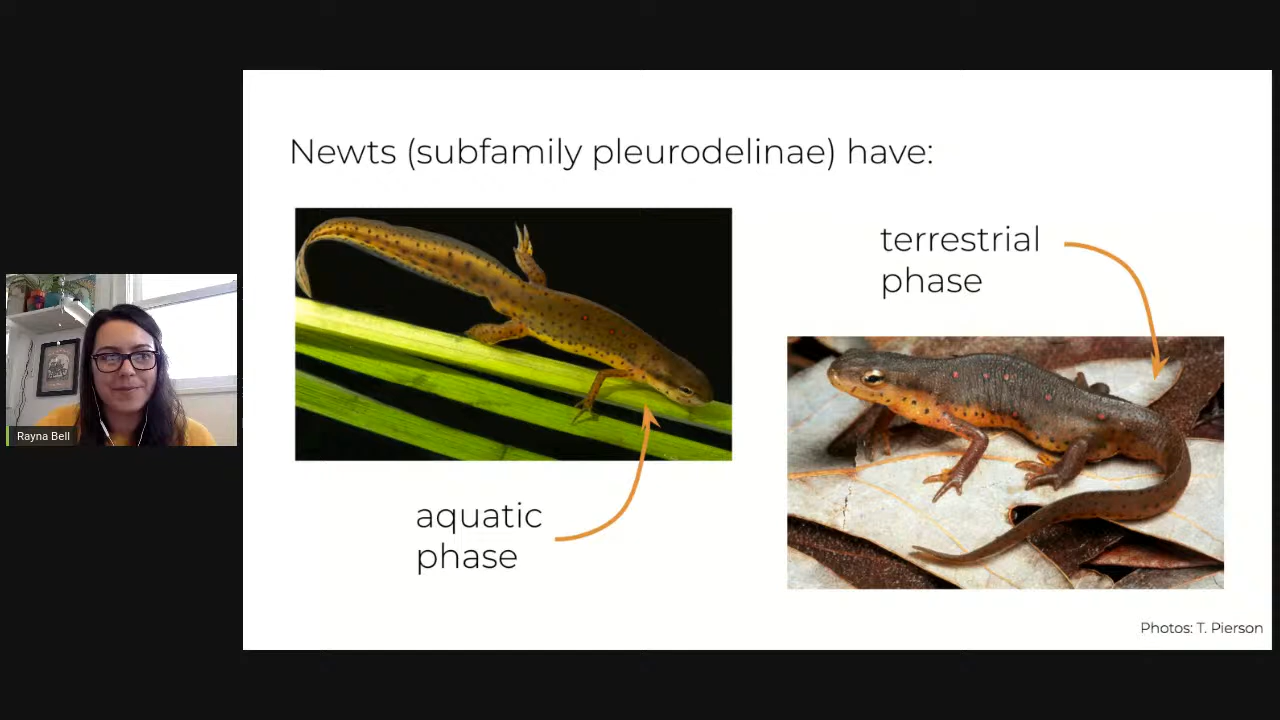 Newts (subfamily pleurodelinae) have:
terrestrial
phase
aquatic
phase
Rayna Bell
Photos: T. Pierson